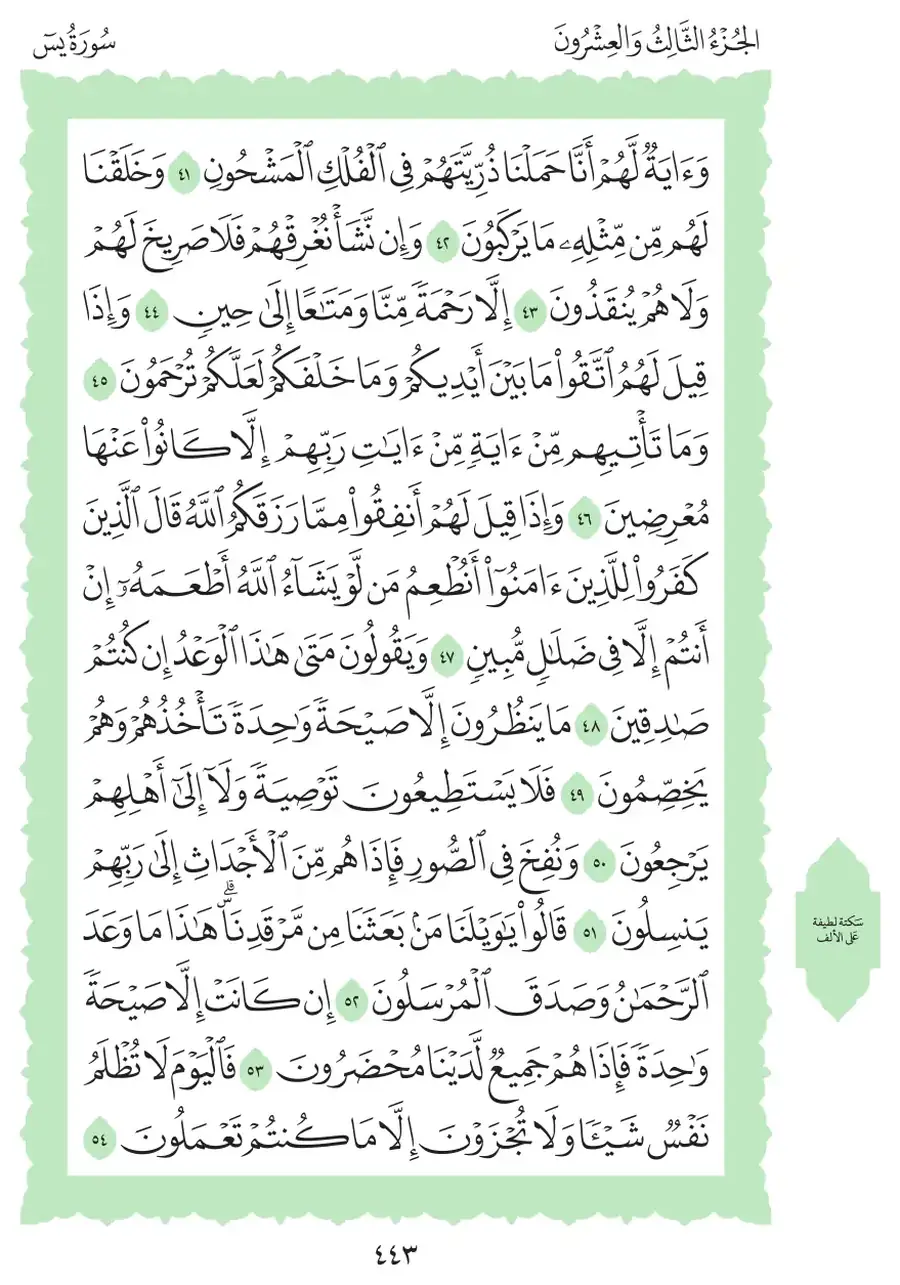 الجُزْءُ الثَّالِثُ وَالعِشْرُونَ
سُورَةُ يسٓ
وَءَايَةٌ لَّهُمْ أَنَّا حَمَلْنَا ذُرِّيَّتَهُمْ فِي ٱلْفُلْكِ ٱلْمَشْحُونِ ٤١ وَخَلَقْنَا
لَهُم مِّن مِّثْلِهِۦ مَا يَرْكَبُونَ ٤٢ وَإِن نَّشَأْ نُغْرِقْهُمْ فَلَا صَرِيخَ لَهُمْ
وَلَا هُمْ يُنقَذُونَ ٤٣ إِلَّا رَحْمَةً مِّنَّا وَمَتَٰعًا إِلَىٰ حِينٍ ٤٤ وَإِذَا
قِيلَ لَهُمُ ٱتَّقُوا۟ مَا بَيْنَ أَيْدِيكُمْ وَمَا خَلْفَكُمْ لَعَلَّكُمْ تُرْحَمُونَ ٤٥
وَمَا تَأْتِيهِم مِّنْ ءَايَةٍ مِّنْ ءَايَٰتِ رَبِّهِمْ إِلَّا كَانُوا۟ عَنْهَا
مُعْرِضِينَ ٤٦ وَإِذَا قِيلَ لَهُمْ أَنفِقُوا۟ مِمَّا رَزَقَكُمُ ٱللَّهُ قَالَ ٱلَّذِينَ
كَفَرُوا۟ لِلَّذِينَ ءَامَنُوٓا۟ أَنُطْعِمُ مَن لَّوْ يَشَآءُ ٱللَّهُ أَطْعَمَهُۥٓ إِنْ
أَنتُمْ إِلَّا فِي ضَلَٰلٍ مُّبِينٍ ٤٧ وَيَقُولُونَ مَتَىٰ هَٰذَا ٱلْوَعْدُ إِن كُنتُمْ
صَٰدِقِينَ ٤٨ مَا يَنظُرُونَ إِلَّا صَيْحَةً وَٰحِدَةً تَأْخُذُهُمْ وَهُمْ
يَخِصِّمُونَ ٤٩ فَلَا يَسْتَطِيعُونَ تَوْصِيَةً وَلَآ إِلَىٰٓ أَهْلِهِمْ
يَرْجِعُونَ ٥٠ وَنُفِخَ فِي ٱلصُّورِ فَإِذَا هُم مِّنَ ٱلْأَجْدَاثِ إِلَىٰ رَبِّهِمْ
يَنسِلُونَ ٥١ قَالُوا۟ يَٰوَيْلَنَا مَنۢ بَعَثَنَا مِن مَّرْقَدِنَاۜۗ هَٰذَا مَا وَعَدَ
ٱلرَّحْمَٰنُ وَصَدَقَ ٱلْمُرْسَلُونَ ٥٢ إِن كَانَتْ إِلَّا صَيْحَةً
وَٰحِدَةً فَإِذَا هُمْ جَمِيعٌ لَّدَيْنَا مُحْضَرُونَ ٥٣ فَٱلْيَوْمَ لَا تُظْلَمُ
نَفْسٌ شَيْـًٔا وَلَا تُجْزَوْنَ إِلَّا مَا كُنتُمْ تَعْمَلُونَ ٥٤
سَكتة لطيفة
عَلى الألف
٤٤٣